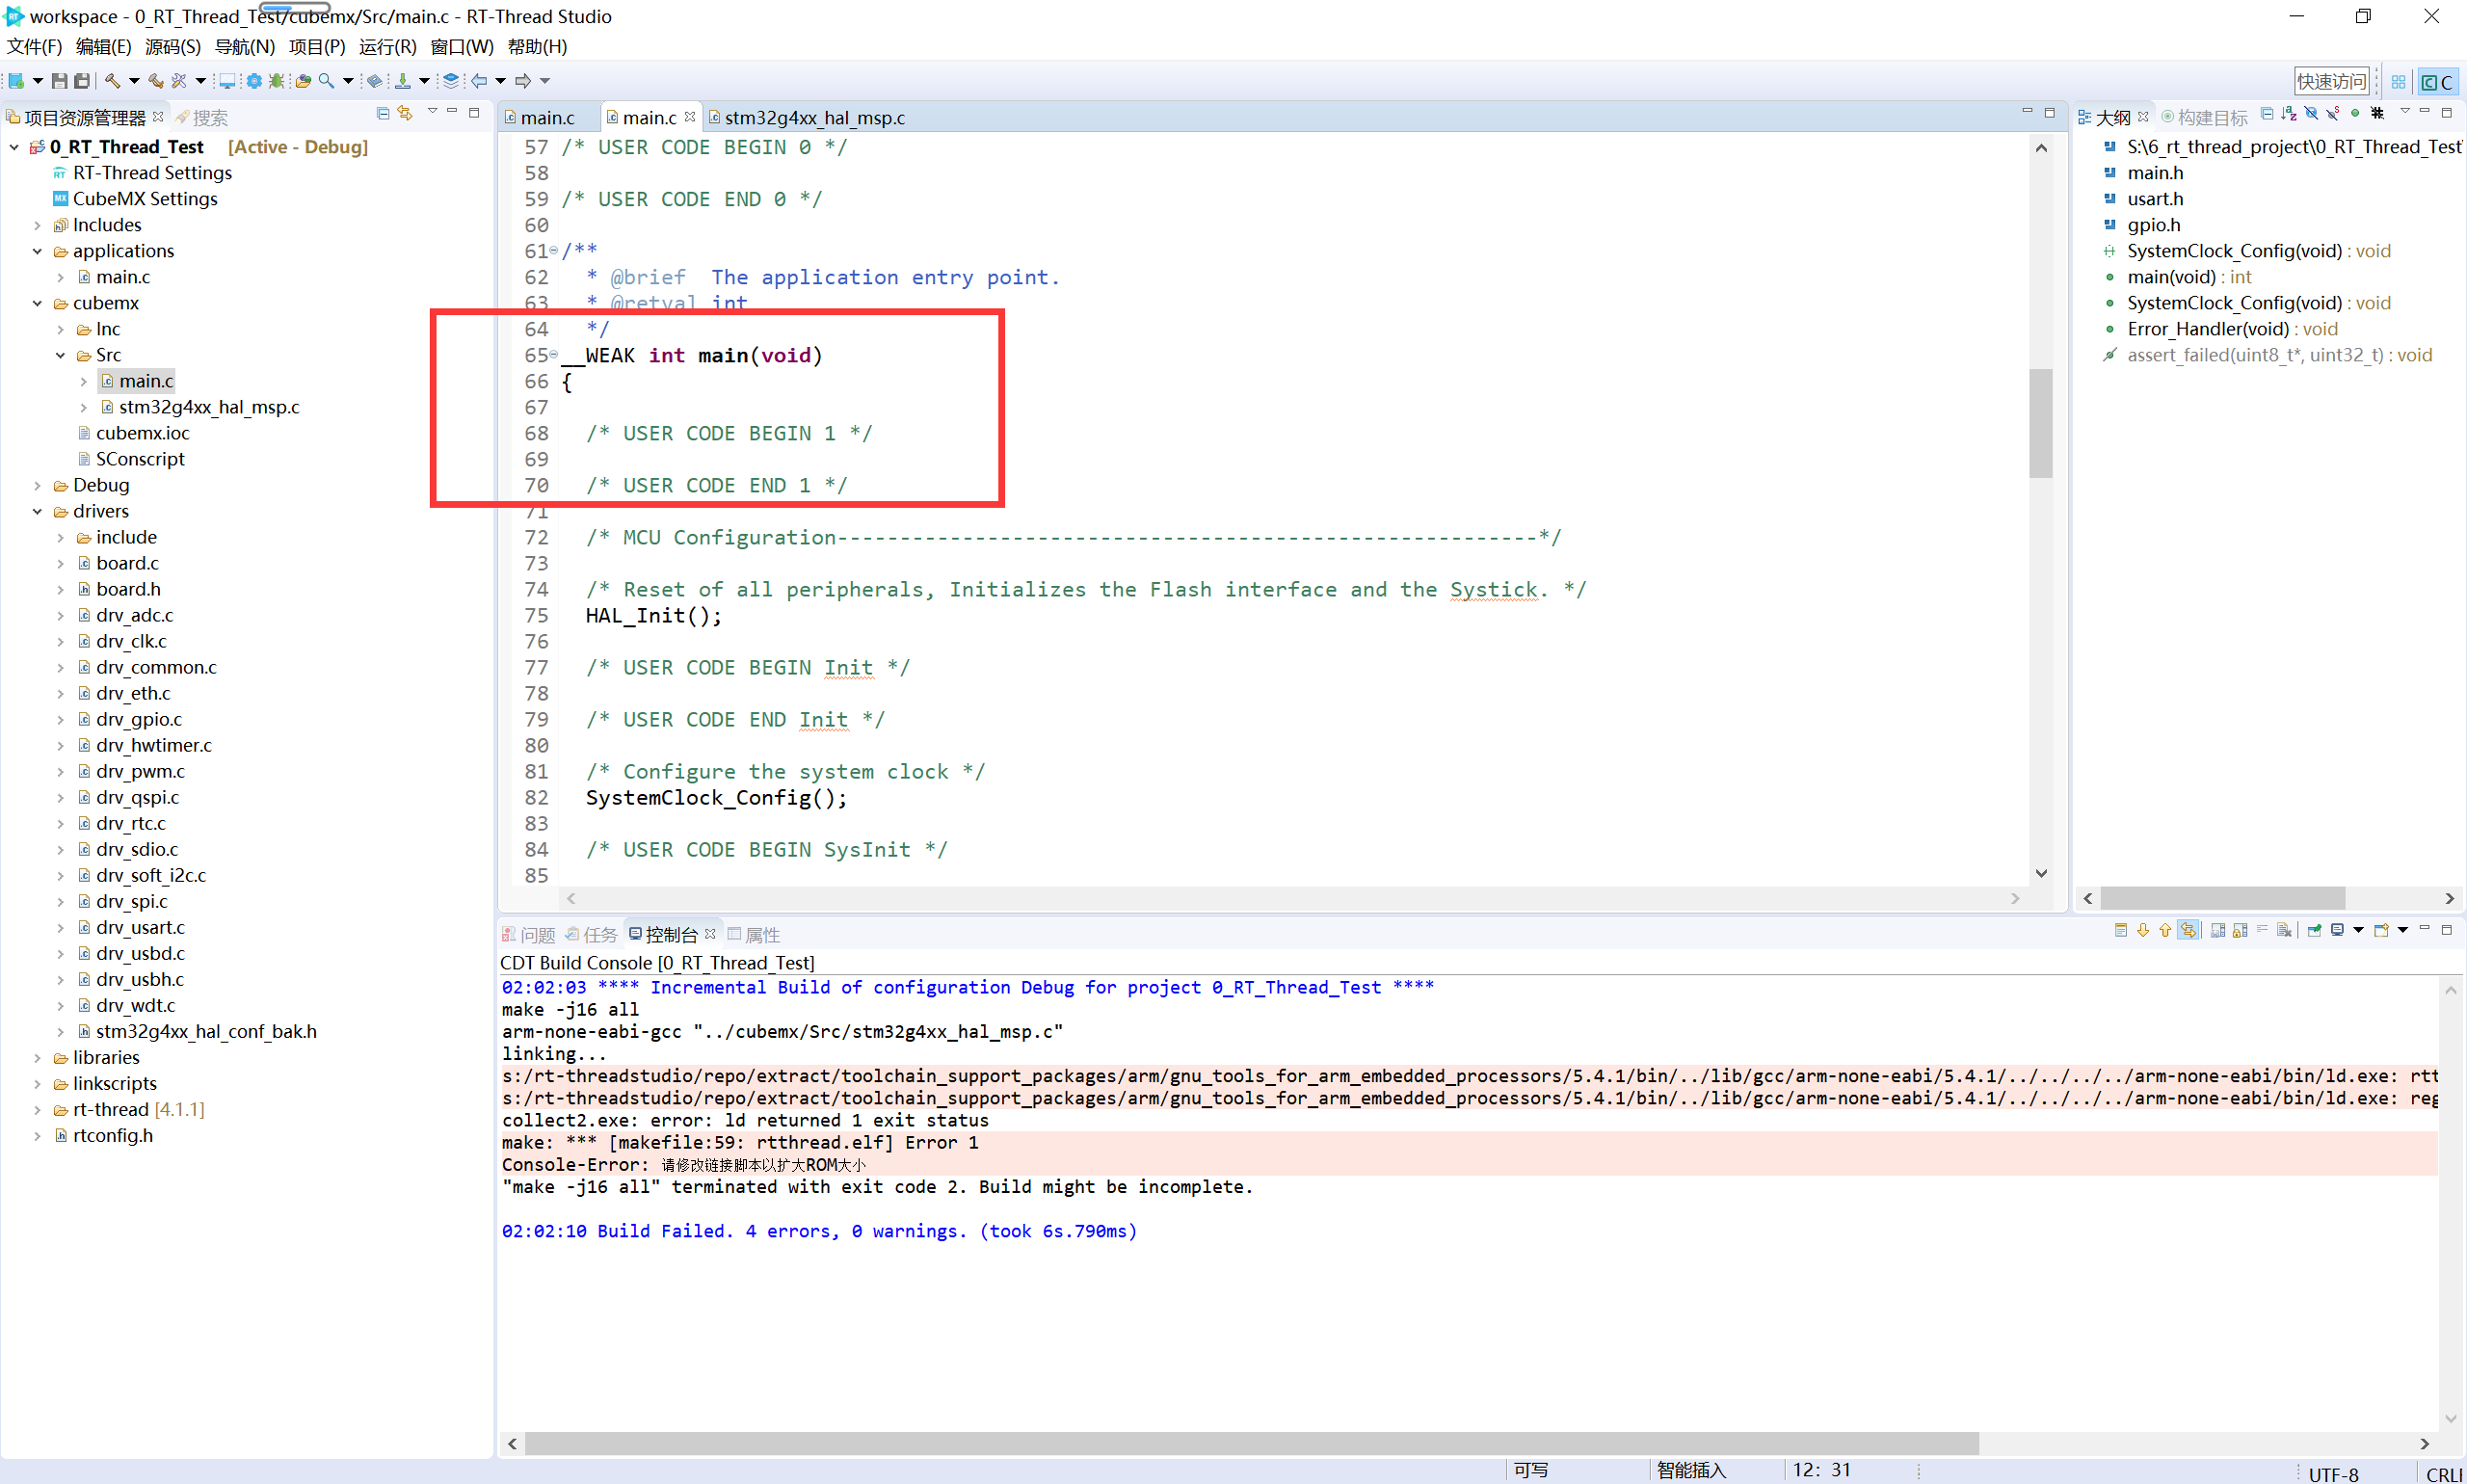 workspace - 0_RT_Thread_Test/cubemx/Src/main.c - RT-Thread Studio
文件(F) 编辑(E) 源码(S) 导航(N) 项目(P) 运行(R) 窗口(W) 帮助(H)
快速访问 C
项目资源管理器 搜索
0_RT_Thread_Test [Active - Debug]
RT-Thread Settings
CubeMX Settings
Includes
applications
main.c
cubemx
Inc
Src
main.c
stm32g4xx_hal_msp.c
cubemx.ioc
SConscript
Debug
drivers
include
board.c
board.h
drv_adc.c
drv_clk.c
drv_common.c
drv_eth.c
drv_gpio.c
drv_hwtimer.c
drv_pwm.c
drv_qspi.c
drv_rtc.c
drv_sdio.c
drv_soft_i2c.c
drv_spi.c
drv_usart.c
drv_usbd.c
drv_usbh.c
drv_wdt.c
stm32g4xx_hal_conf_bak.h
libraries
linkscripts
rt-thread [4.1.1]
rtconfig.h
main.c main.c stm32g4xx_hal_msp.c
57 /* USER CODE BEGIN 0 */
58
59 /* USER CODE END 0 */
60
61 /**
62 * @brief The application entry point.
63 * @retval int
64 */
65 __WEAK int main(void)
66 {
67
68 /* USER CODE BEGIN 1 */
69
70 /* USER CODE END 1 */
71
72 /* MCU Configuration--------------------------------------------------------*/
73
74 /* Reset of all peripherals, Initializes the Flash interface and the Systick. */
75 HAL_Init();
76
77 /* USER CODE BEGIN Init */
78
79 /* USER CODE END Init */
80
81 /* Configure the system clock */
82 SystemClock_Config();
83
84 /* USER CODE BEGIN SysInit */
85
大纲 构建目标
S:\6_rt_thread_project\0_RT_Thread_Test
main.h
usart.h
gpio.h
SystemClock_Config(void) : void
main(void) : int
SystemClock_Config(void) : void
Error_Handler(void) : void
assert_failed(uint8_t*, uint32_t) : void
问题 任务 控制台 属性
CDT Build Console [0_RT_Thread_Test]
02:02:03 **** Incremental Build of configuration Debug for project 0_RT_Thread_Test ****
make -j16 all
arm-none-eabi-gcc "../cubemx/Src/stm32g4xx_hal_msp.c"
linking...
s:/rt-threadstudio/repo/extract/toolchain_support_packages/arm/gnu_tools_for_arm_embedded_processors/5.4.1/bin/../lib/gcc/arm-none-eabi/5.4.1/../../../../arm-none-eabi/bin/ld.exe: rtt
s:/rt-threadstudio/repo/extract/toolchain_support_packages/arm/gnu_tools_for_arm_embedded_processors/5.4.1/bin/../lib/gcc/arm-none-eabi/5.4.1/../../../../arm-none-eabi/bin/ld.exe: reg
collect2.exe: error: ld returned 1 exit status
make: *** [makefile:59: rtthread.elf] Error 1
Console-Error: 请修改链接脚本以扩大ROM大小
"make -j16 all" terminated with exit code 2. Build might be incomplete.
02:02:10 Build Failed. 4 errors, 0 warnings. (took 6s.790ms)
可写 智能插入 12: 31 UTF-8 CRLF